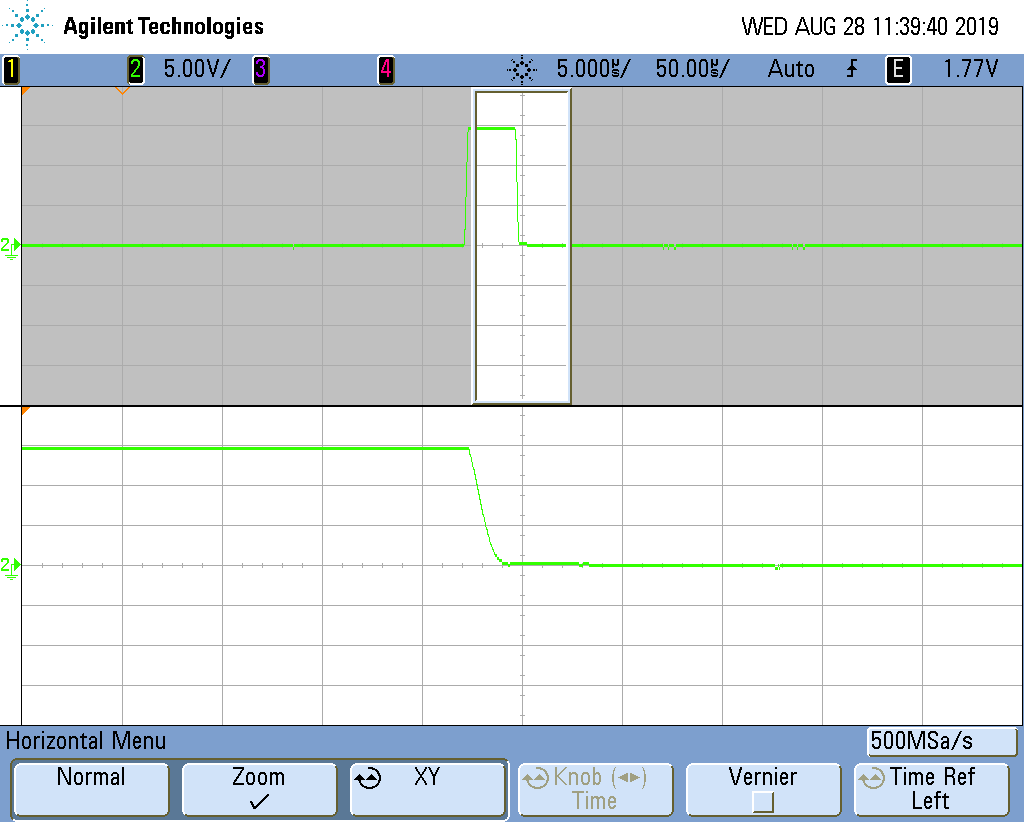 Agilent Technologies
WED AUG 28 11:39:40 2019
1 2 5.00V/ 3 4 5.000㎲/ 50.00㎲/ Auto E 1.77V
2
2
Horizontal Menu
500MSa/s
Normal Zoom XY Knob (◄►) Time Vernier Time Ref Left